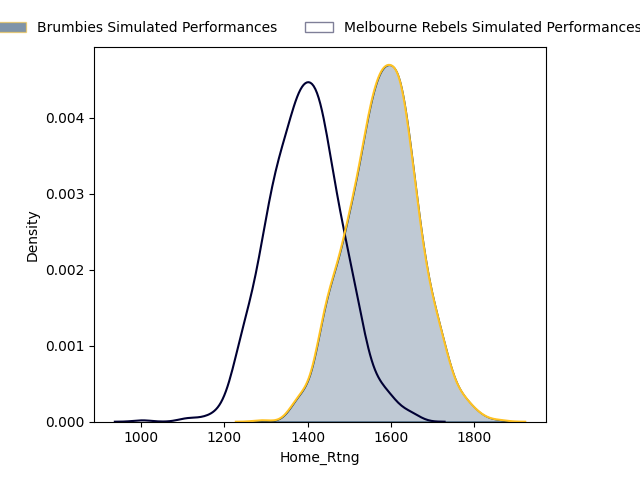 Brumbies Simulated Performances
Melbourne Rebels Simulated Performances
0.004
0.003
0.002
0.001
0.000
Density
1000 1200 1400 1600 1800
Home_Rtng